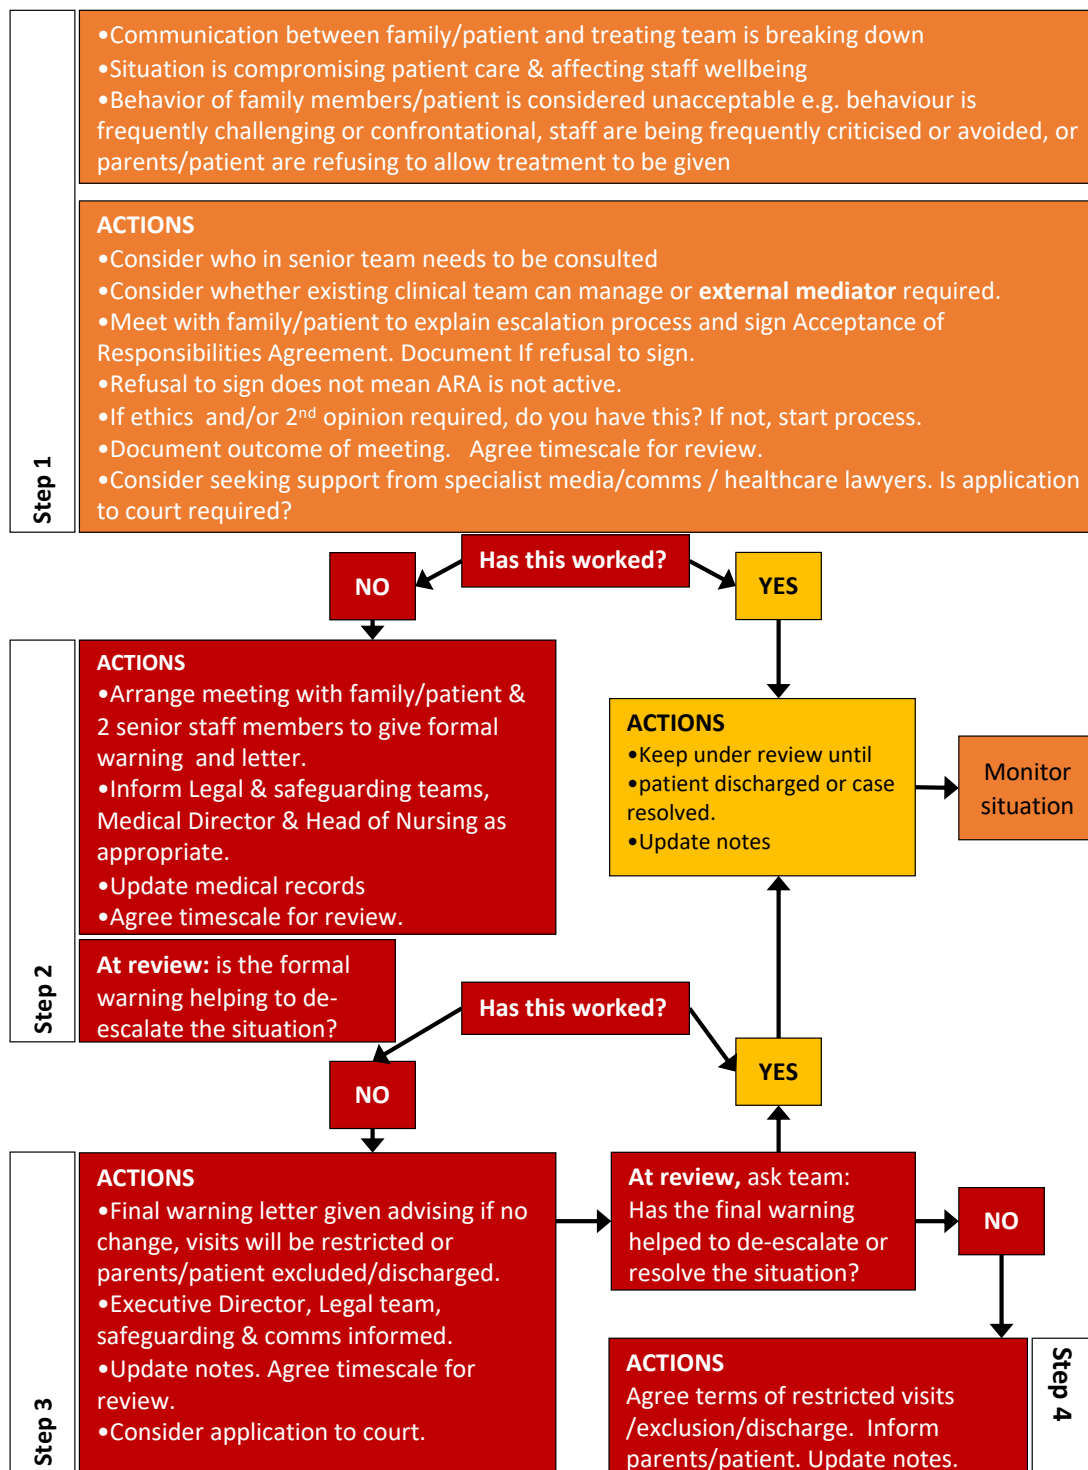 •Communication between family/patient and treating team is breaking down
•Situation is compromising patient care & affecting staff wellbeing
•Behavior of family members/patient is considered unacceptable e.g. behaviour is
frequently challenging or confrontational, staff are being frequently criticised or avoided, or
parents/patient are refusing to allow treatment to be given
ACTIONS
•Consider who in senior team needs to be consulted
•Consider whether existing clinical team can manage or external mediator required.
•Meet with family/patient to explain escalation process and sign Acceptance of
Responsibilities Agreement. Document If refusal to sign.
•Refusal to sign does not mean ARA is not active.
•If ethics and/or 2nd opinion required, do you have this? If not, start process.
•Document outcome of meeting. Agree timescale for review.
•Consider seeking support from specialist media/comms / healthcare lawyers. Is application
to court required?
Step 1
Has this worked?
NO
YES
ACTIONS
•Arrange meeting with family/patient &
2 senior staff members to give formal
warning and letter.
•Inform Legal & safeguarding teams,
Medical Director & Head of Nursing as
appropriate.
•Update medical records
•Agree timescale for review.
ACTIONS
•Keep under review until
•patient discharged or case
resolved.
•Update notes
Monitor
situation
At review: is the formal
warning helping to de-
escalate the situation?
Step 2
Has this worked?
NO
YES
ACTIONS
•Final warning letter given advising if no
change, visits will be restricted or
parents/patient excluded/discharged.
•Executive Director, Legal team,
safeguarding & comms informed.
•Update notes. Agree timescale for
review.
•Consider application to court.
Step 3
At review, ask team:
Has the final warning
helped to de-escalate or
resolve the situation?
NO
ACTIONS
Agree terms of restricted visits
/exclusion/discharge. Inform
parents/patient. Update notes.
Step 4